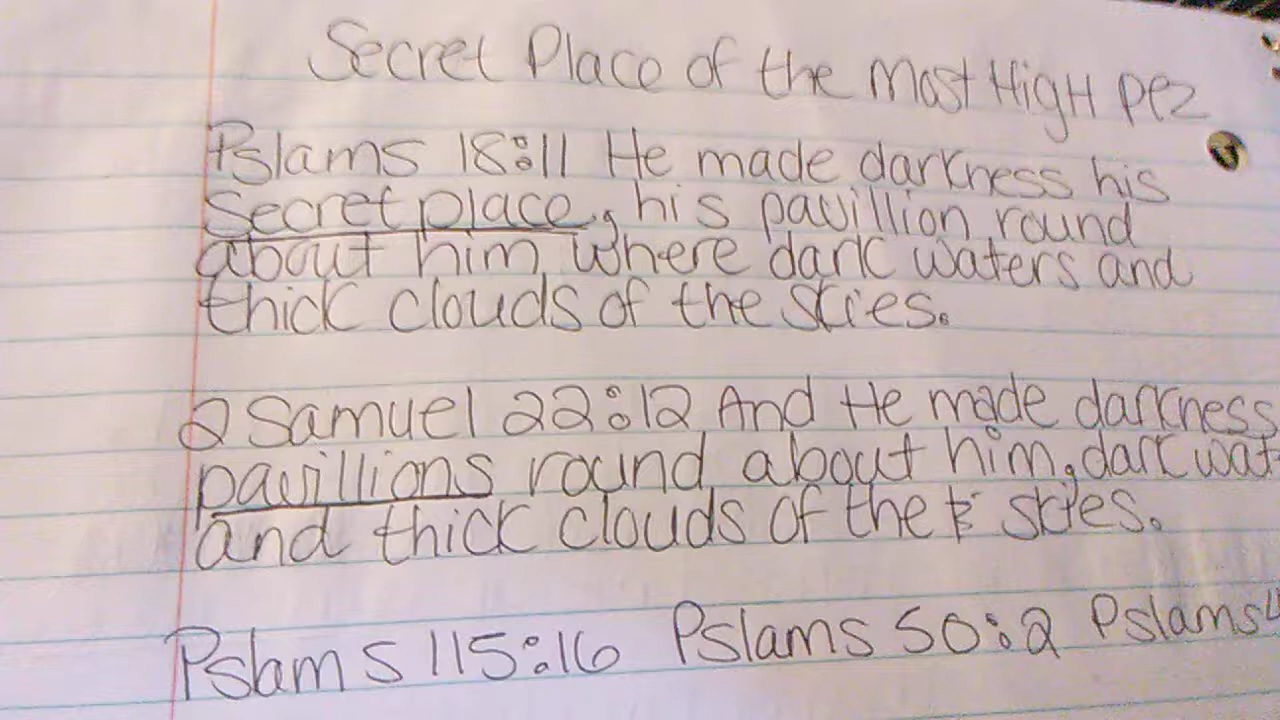 Secret Place of the Most High pt2
Pslams 18:11 He made darkness his
Secret place, his pavillion round
about him where dark waters and
thick clouds of the skies.
2 Samuel 22:12 And He made darkness
pavillions round about him, dark wat
and thick clouds of the skies.
Pslams 115:16 Pslams 50:2 Pslams 4